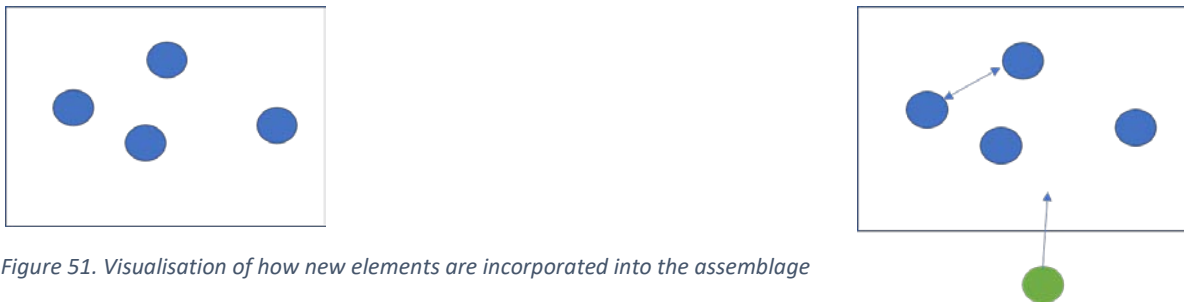 Figure 51. Visualisation of how new elements are incorporated into the assemblage